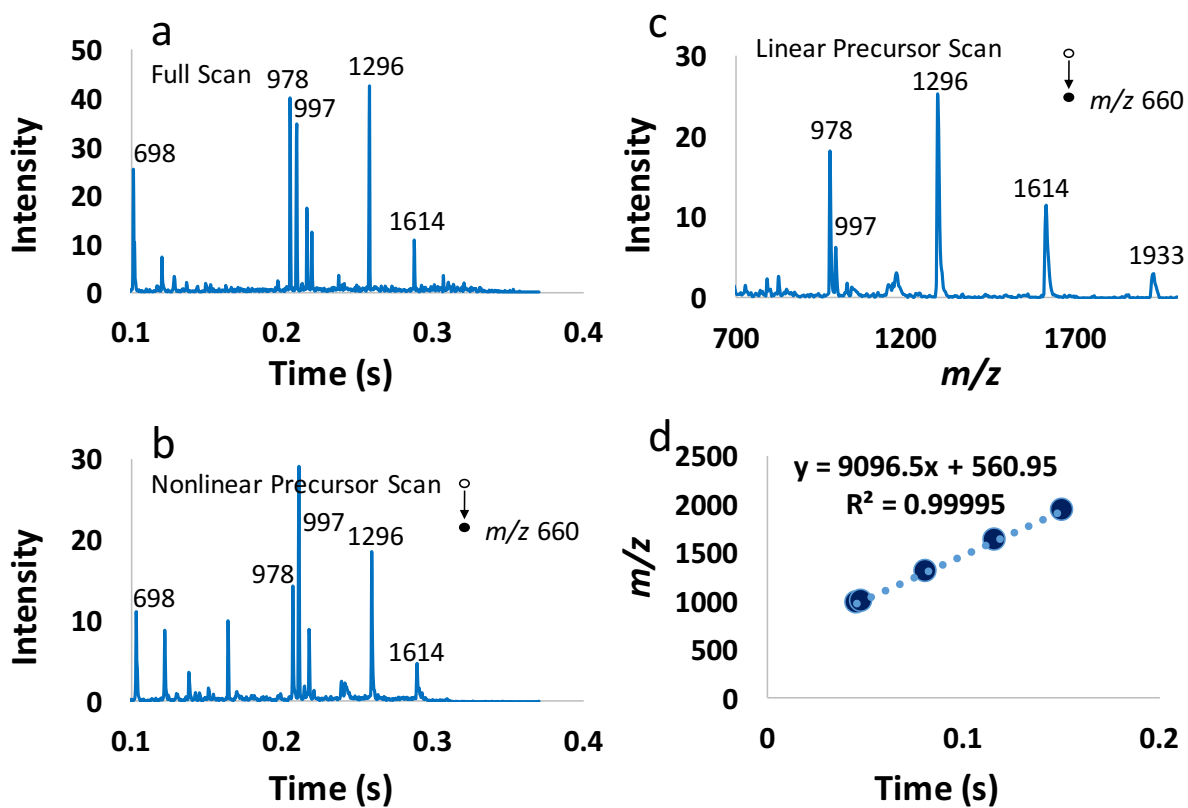 a
Full Scan
50
40
30
20
10
0
Intensity
698
978
997
1296
1614
0.1
0.2
0.3
0.4
Time (s)
c
Linear Precursor Scan
m/z 660
30
20
10
0
Intensity
978
997
1296
1614
1933
700
1200
1700
m/z
b
Nonlinear Precursor Scan
m/z 660
30
20
10
0
Intensity
698
978
997
1296
1614
0.1
0.2
0.3
0.4
Time (s)
d
y = 9096.5x + 560.95
R² = 0.99995
2500
2000
1500
1000
500
0
m/z
0
0.1
0.2
Time (s)